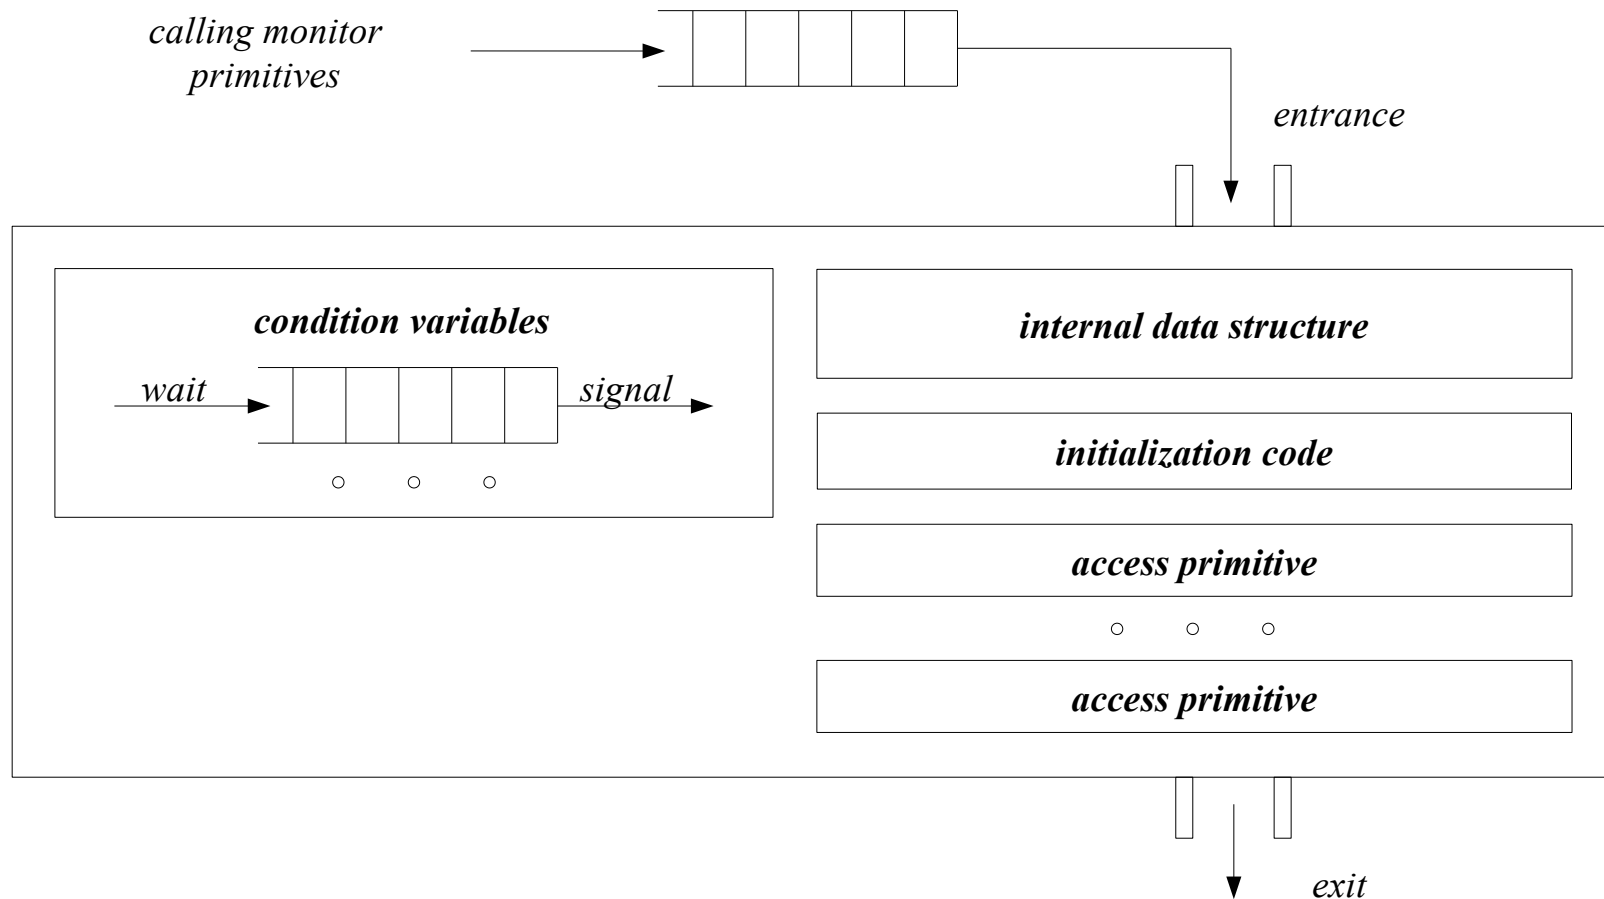 calling monitor
primitives
entrance
condition variables
wait
signal
internal data structure
initialization code
access primitive
access primitive
exit